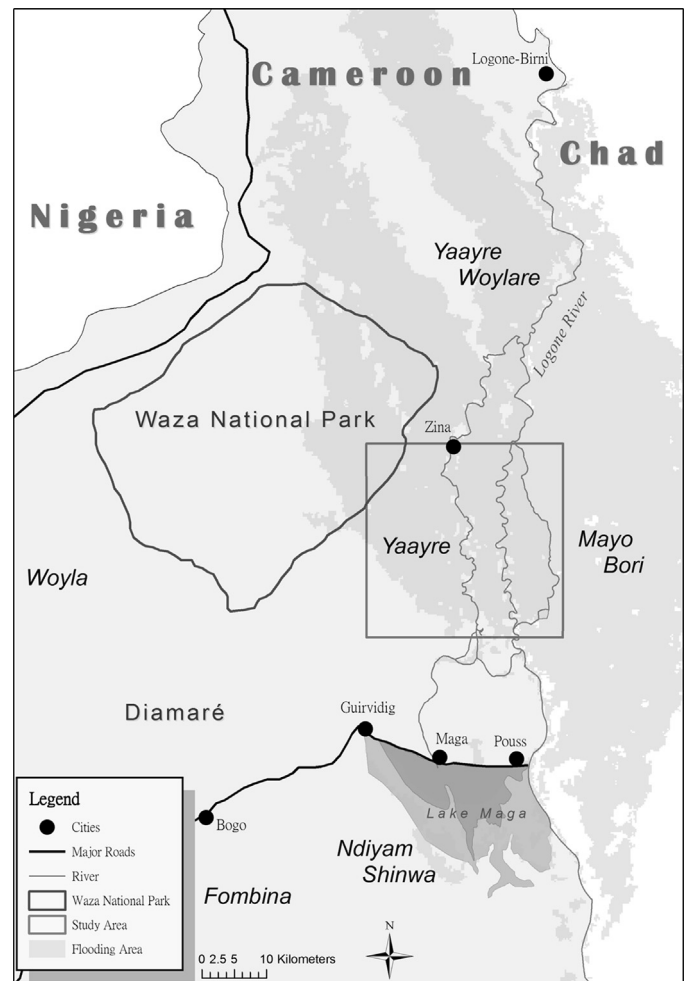 Cameroon
Logone-Birni
Chad
Nigeria
Yaayre
Woylare
Logone River
Waza National Park
Zina
Yaayre
Mayo
Bori
Woyla
Diamaré
Guirvidig
Maga
Pouss
Lake Maga
Bogo
Ndiyam
Shinwa
Fombina
Legend
Cities
Major Roads
River
Waza National Park
Study Area
Flooding Area
N
0 2.5 5 10 Kilometers